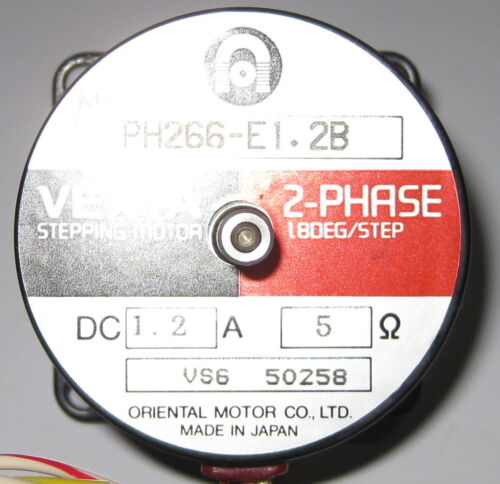 PH266-E1.2B
2-PHASE
STEPPING MOTOR 1.8DEG/STEP
DC 1.2 A 5 Ω
VS6 50258
ORIENTAL MOTOR CO., LTD.
MADE IN JAPAN